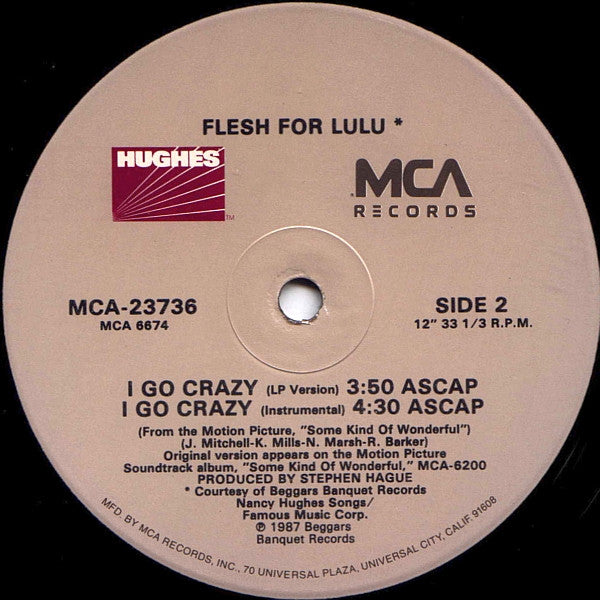 FLESH FOR LULU *
HUGHES
TM
MCA
RECORDS
MCA-23736
MCA 6674
SIDE 2
12" 33 1/3 R.P.M.
I GO CRAZY (LP Version) 3:50 ASCAP
I GO CRAZY (Instrumental) 4:30 ASCAP
(From the Motion Picture, "Some Kind Of Wonderful")
(J. Mitchell-K. Mills-N. Marsh-R. Barker)
Original version appears on the Motion Picture
Soundtrack album, "Some Kind Of Wonderful," MCA-6200
PRODUCED BY STEPHEN HAGUE
* Courtesy of Beggars Banquet Records
Nancy Hughes Songs/
Famous Music Corp.
℗ 1987 Beggars
Banquet Records
MFD. BY MCA RECORDS, INC., 70 UNIVERSAL PLAZA, UNIVERSAL CITY, CALIF. 91608